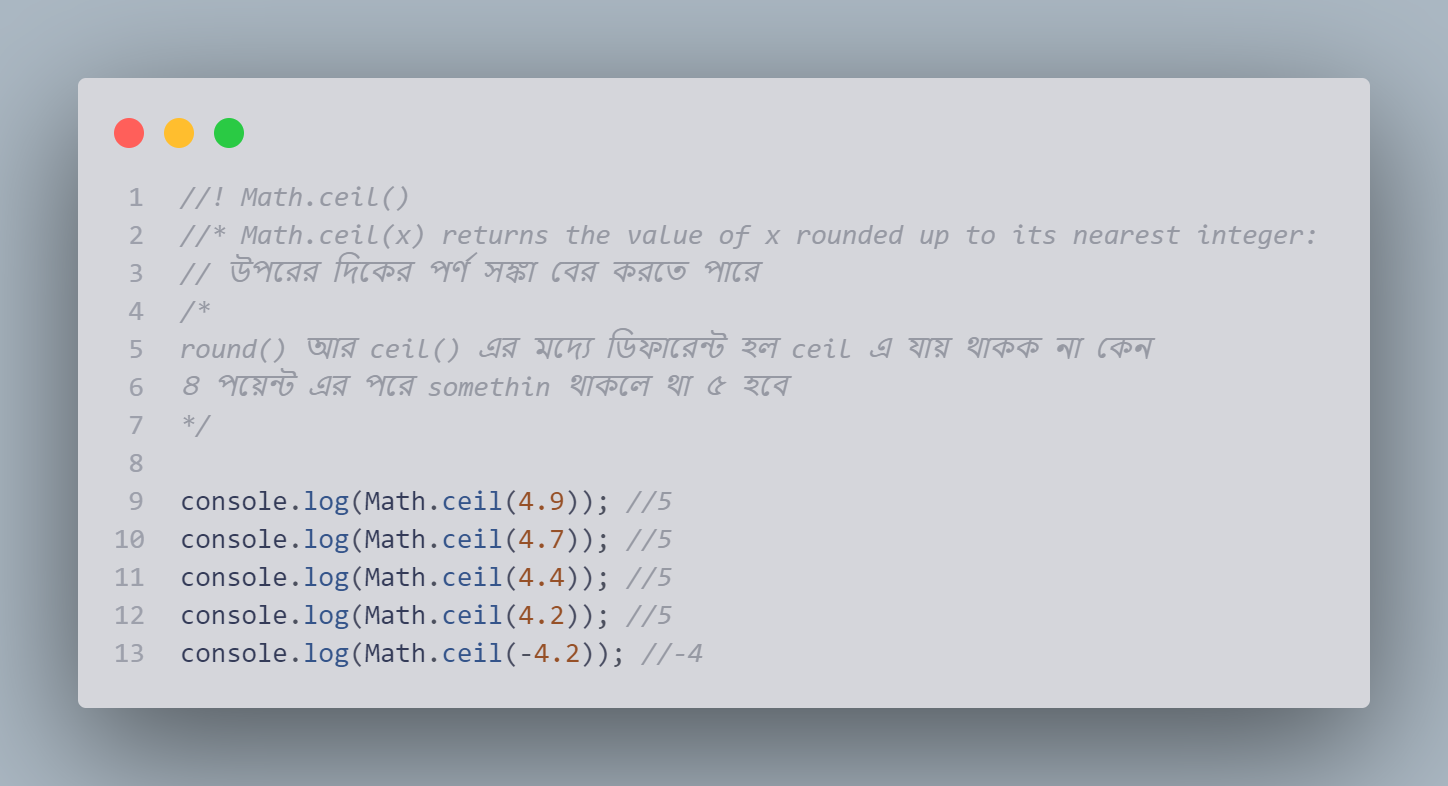 1 //! Math.ceil()
2 //* Math.ceil(x) returns the value of x rounded up to its nearest integer:
3 // উপরের দিকের পর্ণ সঙ্কা বের করতে পারে
4 /*
5 round() আর ceil() এর মদ্যে ডিফারেন্ট হল ceil এ যায় থাকক না কেন
6 ৪ পয়েন্ট এর পরে somethin থাকলে থা ৫ হবে
7 */
8
9 console.log(Math.ceil(4.9)); //5
10 console.log(Math.ceil(4.7)); //5
11 console.log(Math.ceil(4.4)); //5
12 console.log(Math.ceil(4.2)); //5
13 console.log(Math.ceil(-4.2)); //-4